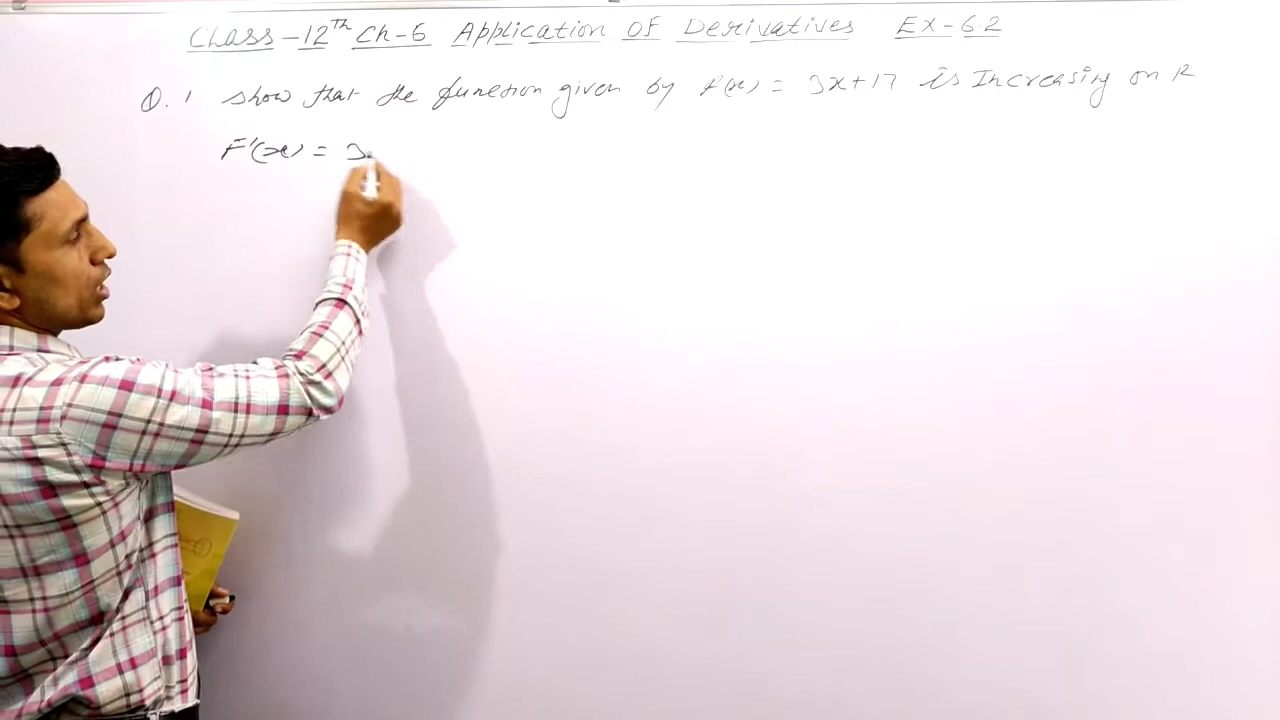 Class-12th Ch-6 Application Of Derivatives Ex-6.2
Q.1 show that the function given by f(x) = 3x+17 is Increasing on R
F'(x) = 3